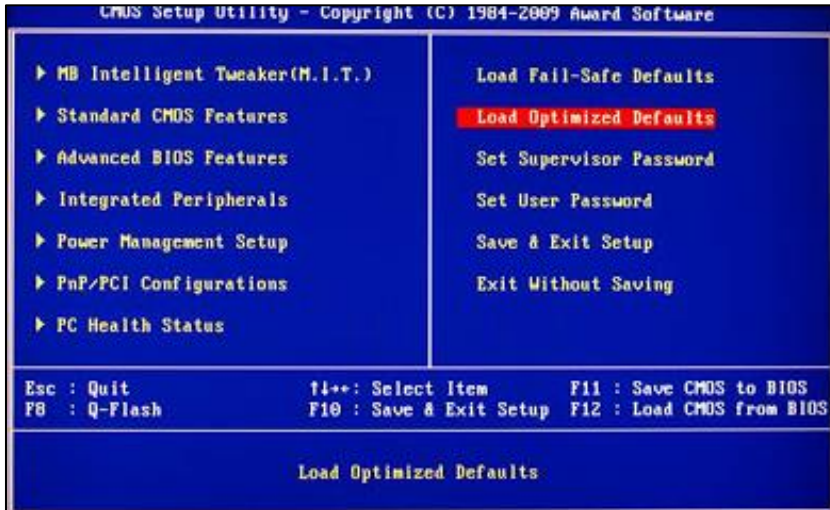 CMOS Setup Utility - Copyright (C) 1984-2009 Award Software
MB Intelligent Tweaker(M.I.T.)
Standard CMOS Features
Advanced BIOS Features
Integrated Peripherals
Power Management Setup
PnP/PCI Configurations
PC Health Status
Load Fail-Safe Defaults
Load Optimized Defaults
Set Supervisor Password
Set User Password
Save & Exit Setup
Exit Without Saving
Esc : Quit
F8 : Q-Flash
↑↓→←: Select Item
F10 : Save & Exit Setup
F11 : Save CMOS to BIOS
F12 : Load CMOS from BIOS
Load Optimized Defaults